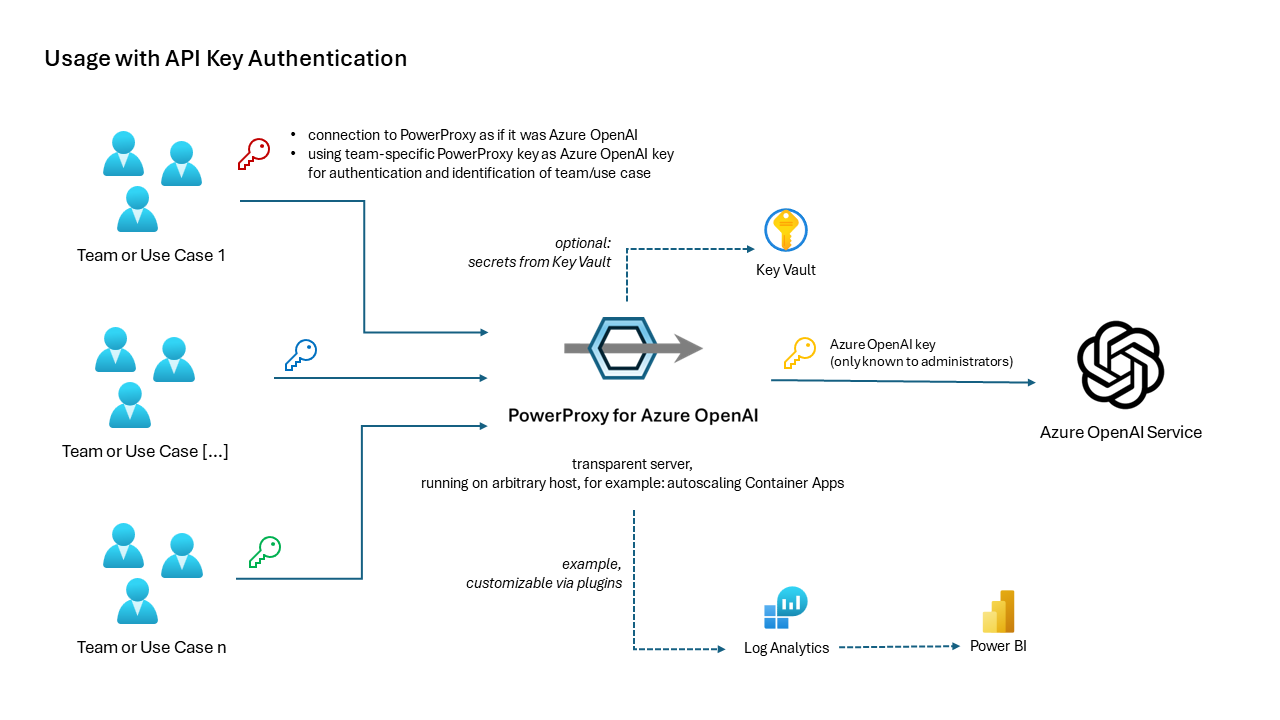 Usage with API Key Authentication
• connection to PowerProxy as if it was Azure OpenAI
• using team-specific PowerProxy key as Azure OpenAI key
for authentication and identification of team/use case
Team or Use Case 1
optional:
secrets from Key Vault
Key Vault
Azure OpenAI key
(only known to administrators)
PowerProxy for Azure OpenAI
Azure OpenAI Service
Team or Use Case [...]
transparent server,
running on arbitrary host, for example: autoscaling Container Apps
example,
customizable via plugins
Team or Use Case n
Log Analytics
Power BI